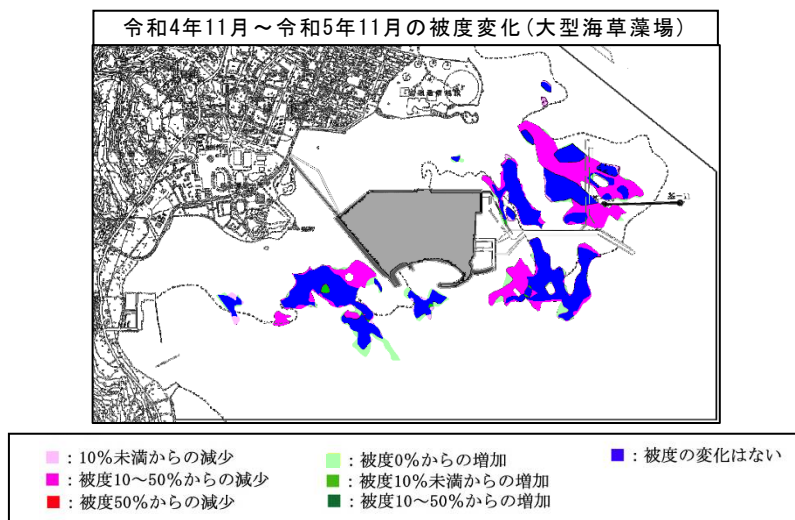 令和4年11月～令和5年11月の被度変化(大型海草藻場)
：10%未満からの減少
：被度10～50%からの減少
：被度50%からの減少
：被度0%からの増加
：被度10%未満からの増加
：被度10～50%からの増加
：被度の変化はない